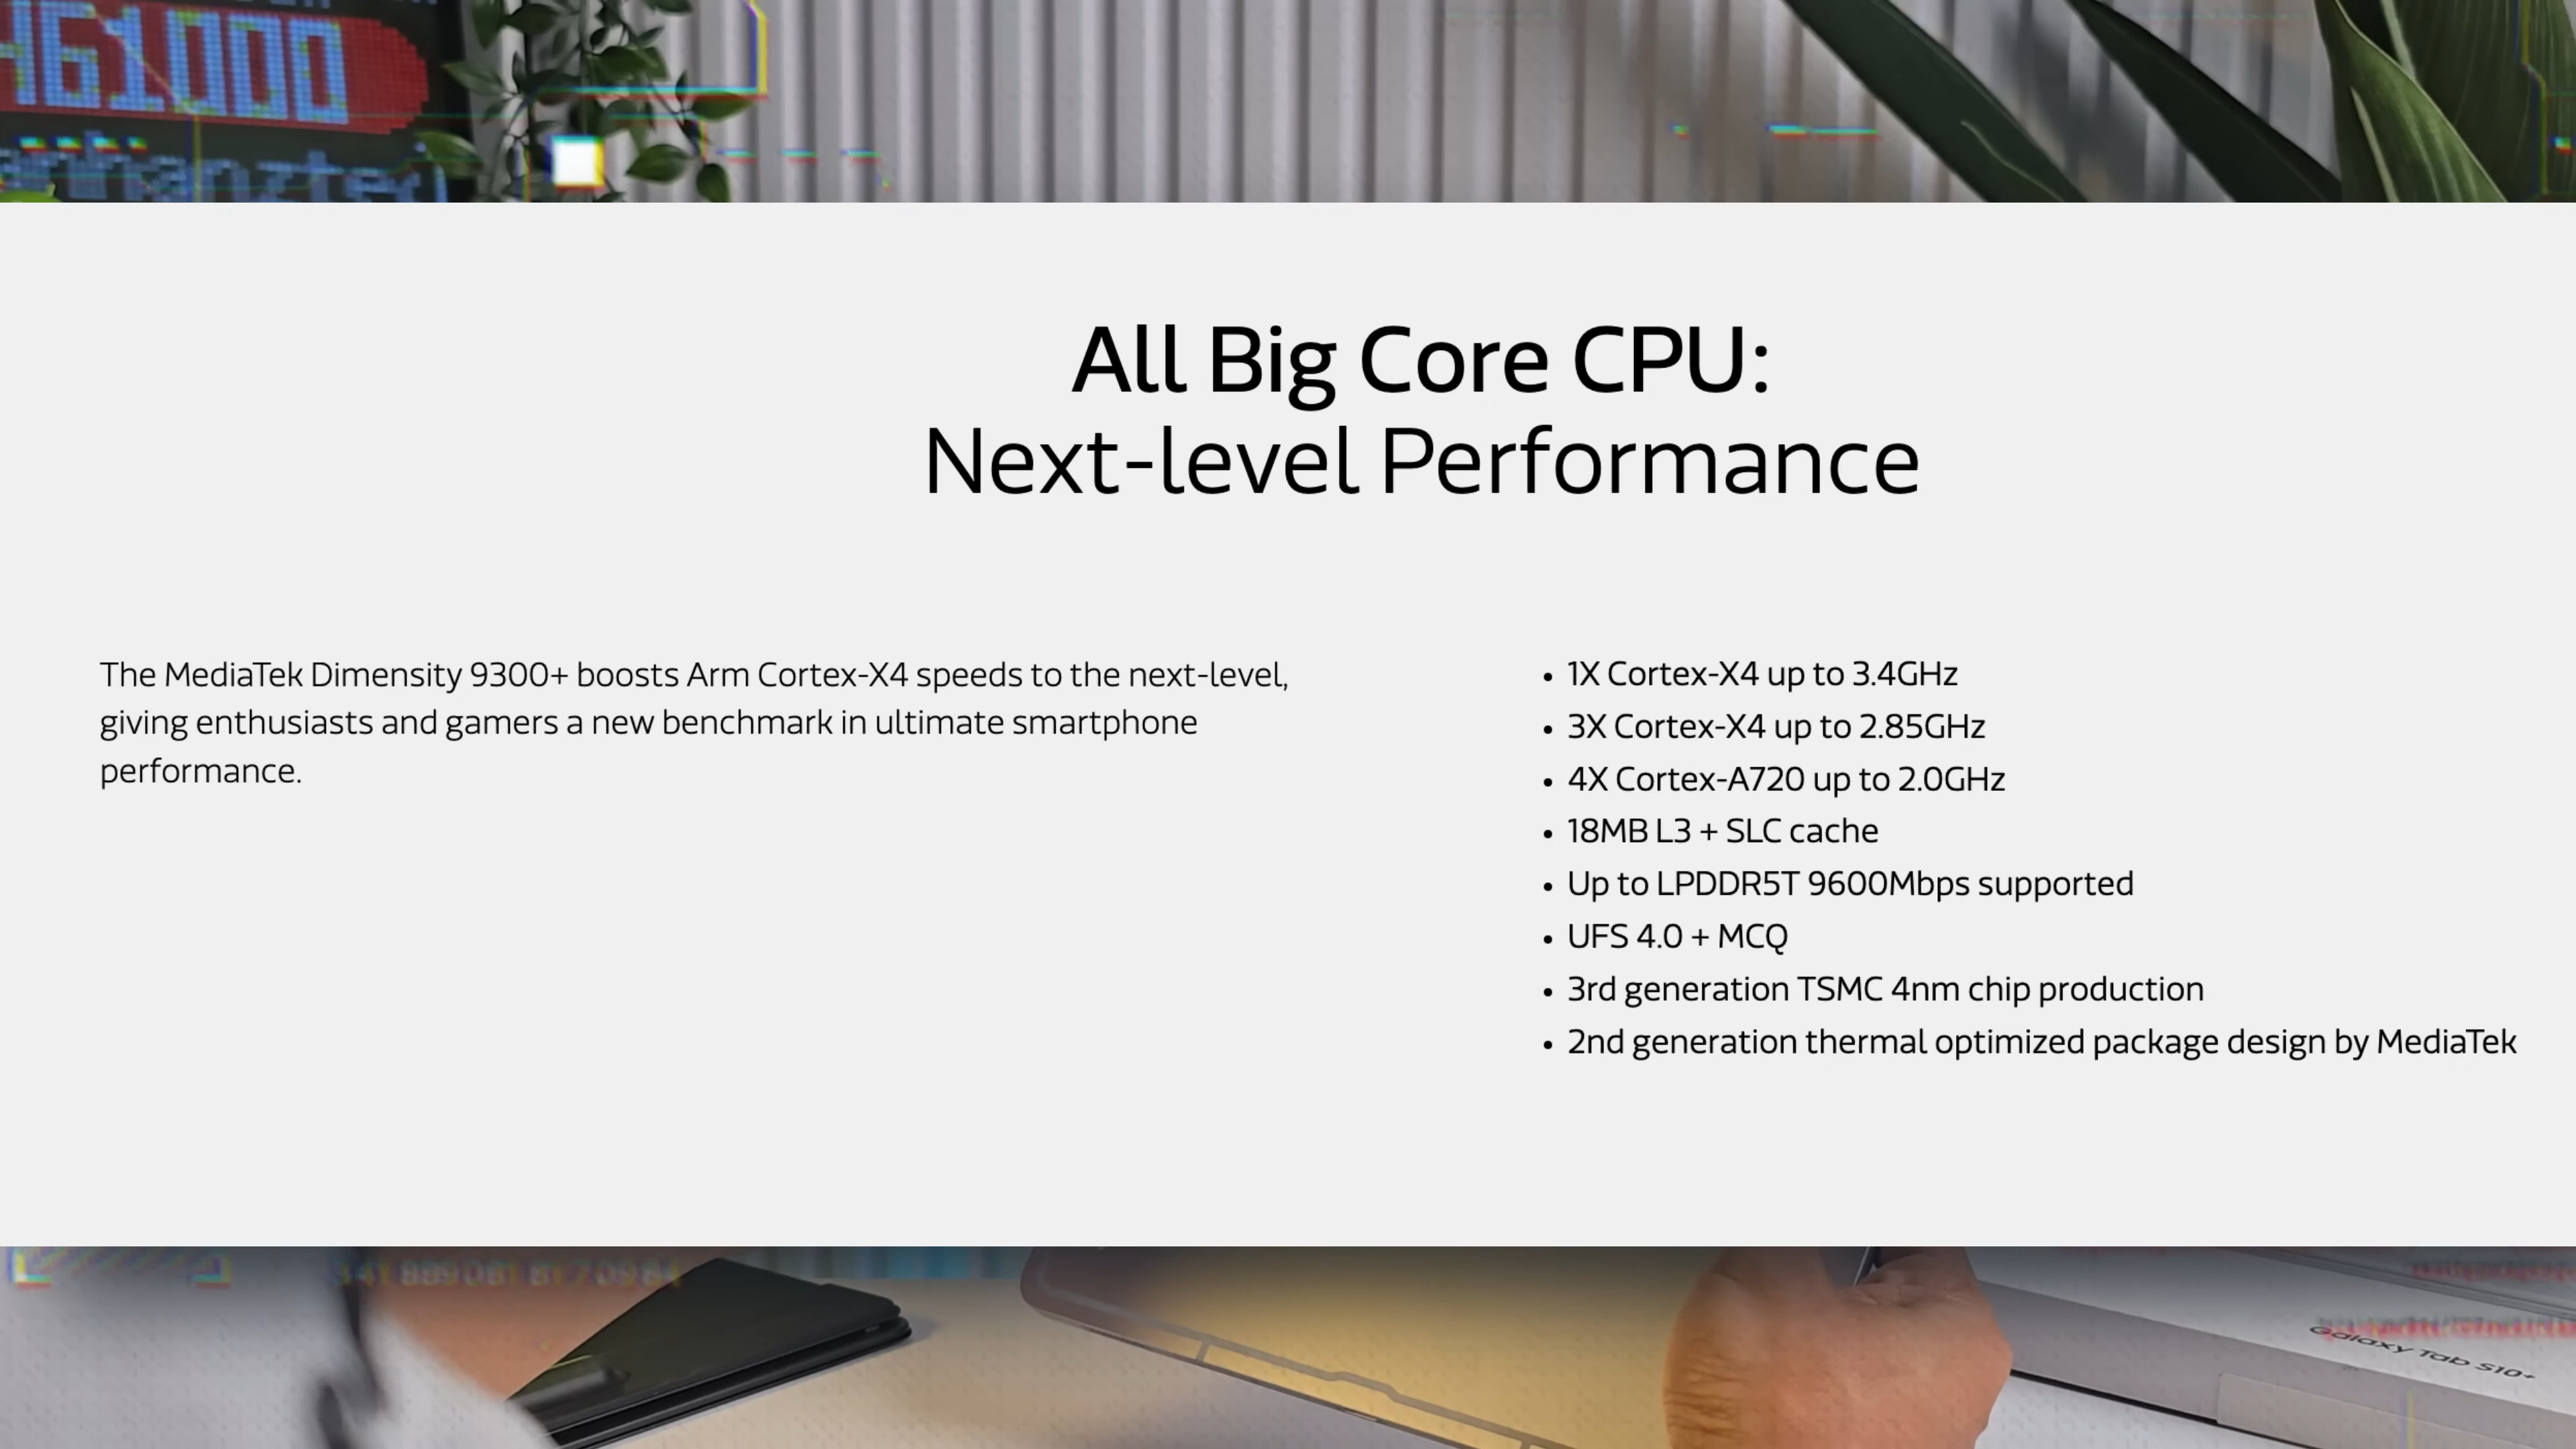 461000
All Big Core CPU:
Next-level Performance
The MediaTek Dimensity 9300+ boosts Arm Cortex-X4 speeds to the next-level,
giving enthusiasts and gamers a new benchmark in ultimate smartphone
performance.
• 1X Cortex-X4 up to 3.4GHz
• 3X Cortex-X4 up to 2.85GHz
• 4X Cortex-A720 up to 2.0GHz
• 18MB L3 + SLC cache
• Up to LPDDR5T 9600Mbps supported
• UFS 4.0 + MCQ
• 3rd generation TSMC 4nm chip production
• 2nd generation thermal optimized package design by MediaTek
Galaxy Tab S10+